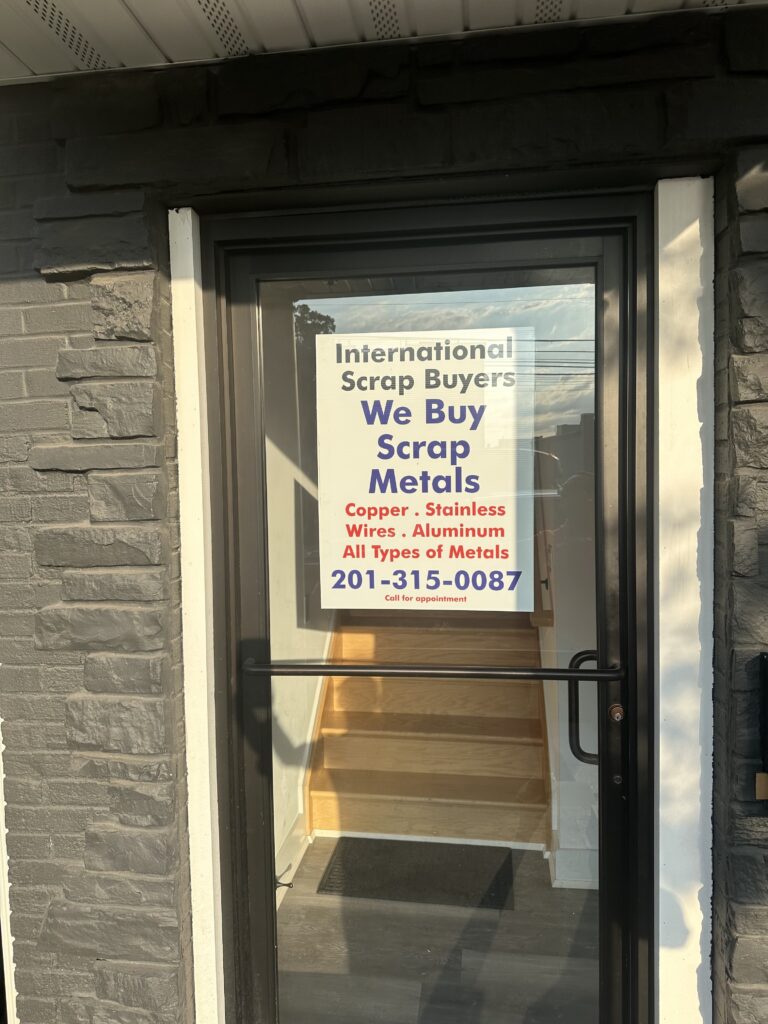 International
Scrap Buyers
We Buy
Scrap
Metals
Copper . Stainless
Wires . Aluminum
All Types of Metals
201-315-0087
Call for appointment